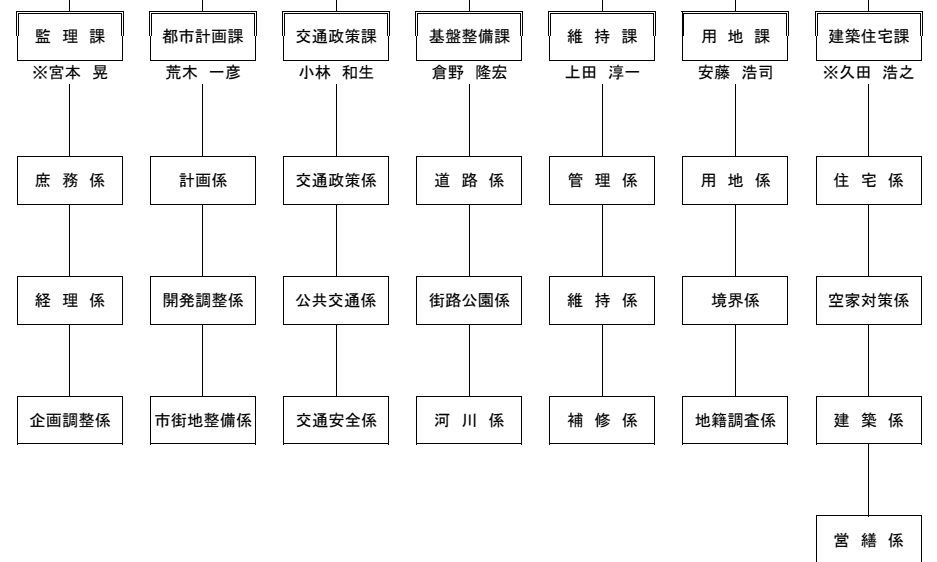 監 理 課 都市計画課 交通政策課 基盤整備課 維 持 課 用 地 課 建築住宅課
※宮本 晃 荒木 一彦 小林 和生 倉野 隆宏 上田 淳一 安藤 浩司 ※久田 浩之
庶 務 係 計画係 交通政策係 道 路 係 管 理 係 用 地 係 住 宅 係
経 理 係 開発調整係 公共交通係 街路公園係 維 持 係 境界係 空家対策係
企画調整係 市街地整備係 交通安全係 河 川 係 補 修 係 地籍調査係 建 築 係
営 繕 係